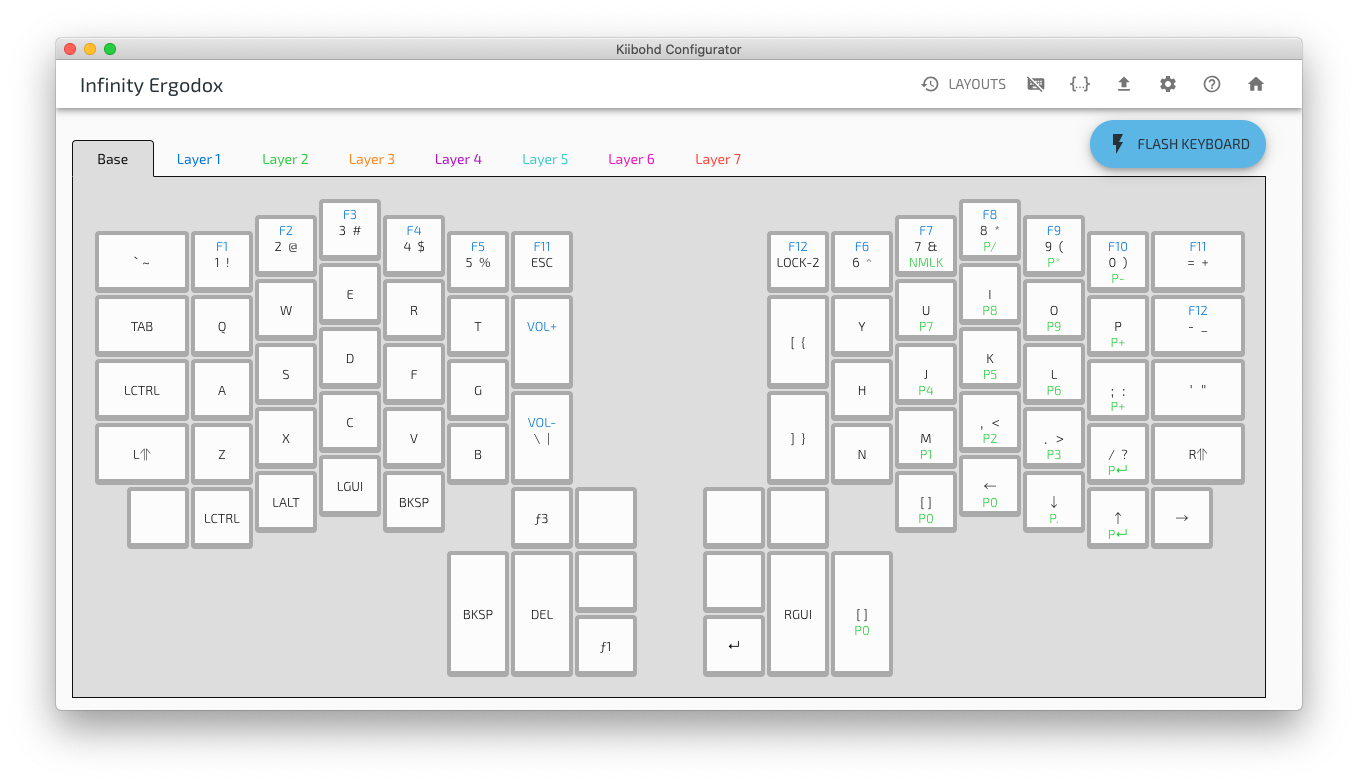 Kiibohd Configurator
Infinity Ergodox
LAYOUTS
{...}
FLASH KEYBOARD
Base Layer 1 Layer 2 Layer 3 Layer 4 Layer 5 Layer 6 Layer 7
` ~
F1
1 !
F2
2 @
F3
3 #
F4
4 $
F5
5 %
F11
ESC
F12
LOCK-2
F6
6 ^
F7
7 &
NMLK
F8
8 *
P/
F9
9 (
P*
F10
0 )
P-
F11
= +
TAB
Q
W
E
R
T
VOL+
[ {
Y
U
P7
I
P8
O
P9
P
P+
F12
- _
LCTRL
A
S
D
F
G
VOL-
\ |
] }
H
J
P4
K
P5
L
P6
; :
P+
' "
L⇑
Z
X
C
V
B
N
M
P1
, <
P2
. >
P3
/ ?
P↵
R⇑
LCTRL
LALT
LGUI
BKSP
ƒ3
[ ]
P0
←
P0
↓
P.
↑
P↵
→
BKSP
DEL
ƒ1
↵
RGUI
[ ]
P0